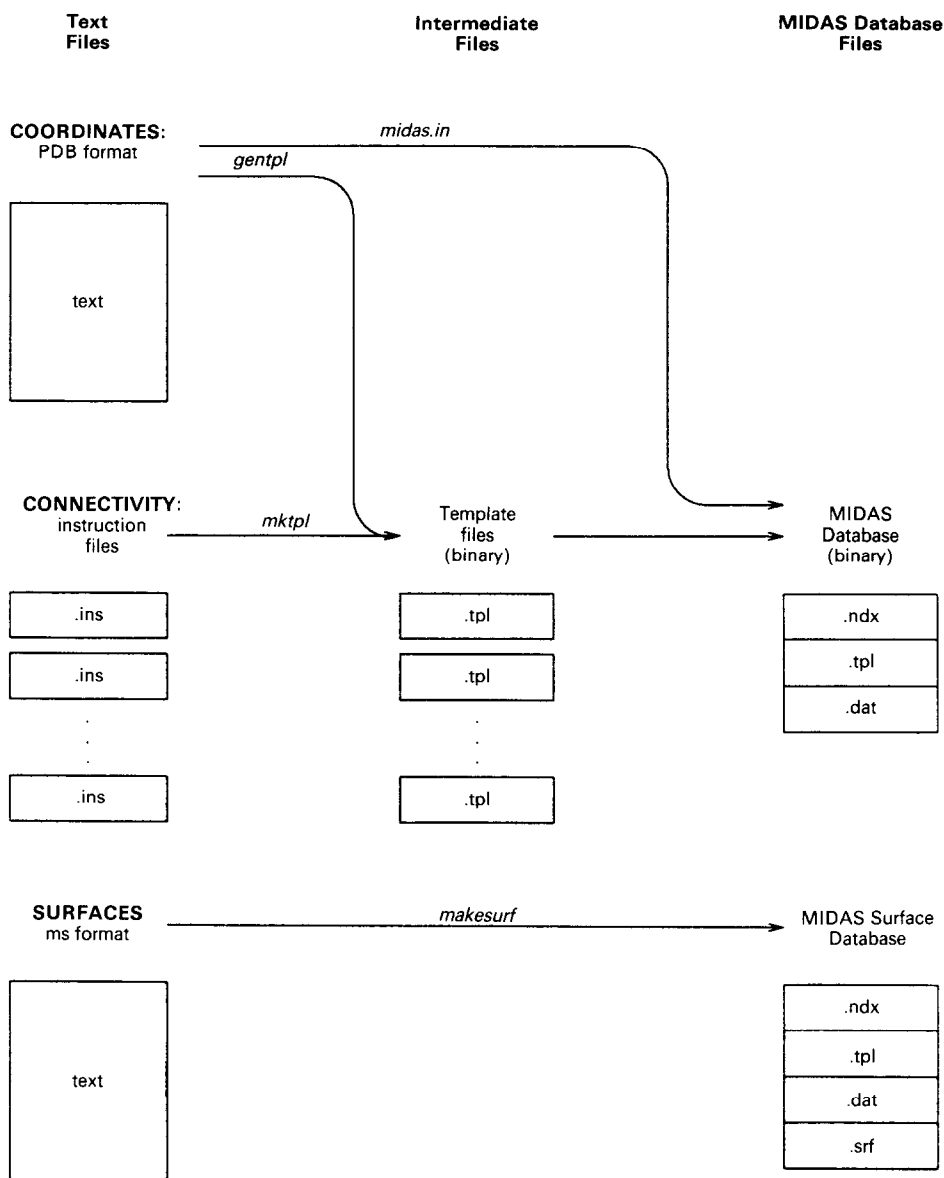 Text
Files
Intermediate
Files
MIDAS Database
Files
COORDINATES:
PDB format
midas.in
gentpl
text
CONNECTIVITY:
instruction
files
mktpl
Template
files
(binary)
MIDAS
Database
(binary)
.ins
.tpl
.ndx
.ins
.tpl
.tpl
.dat
.ins
.tpl
SURFACES
ms format
makesurf
MIDAS Surface
Database
text
.ndx
.tpl
.dat
.srf